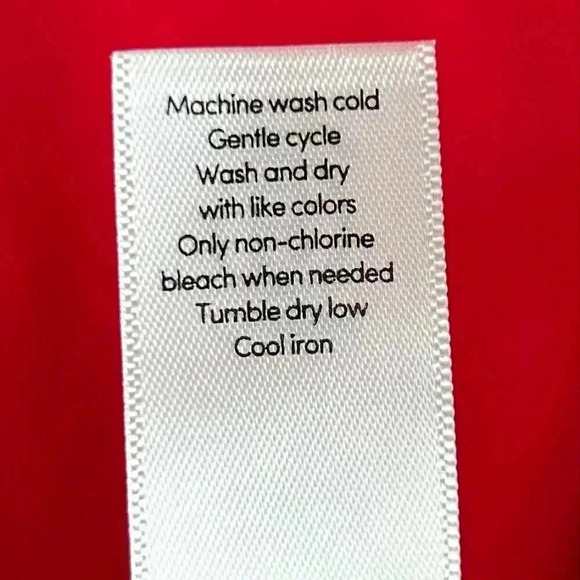 Machine wash cold
Gentle cycle
Wash and dry
with like colors
Only non-chlorine
bleach when needed
Tumble dry low
Cool iron